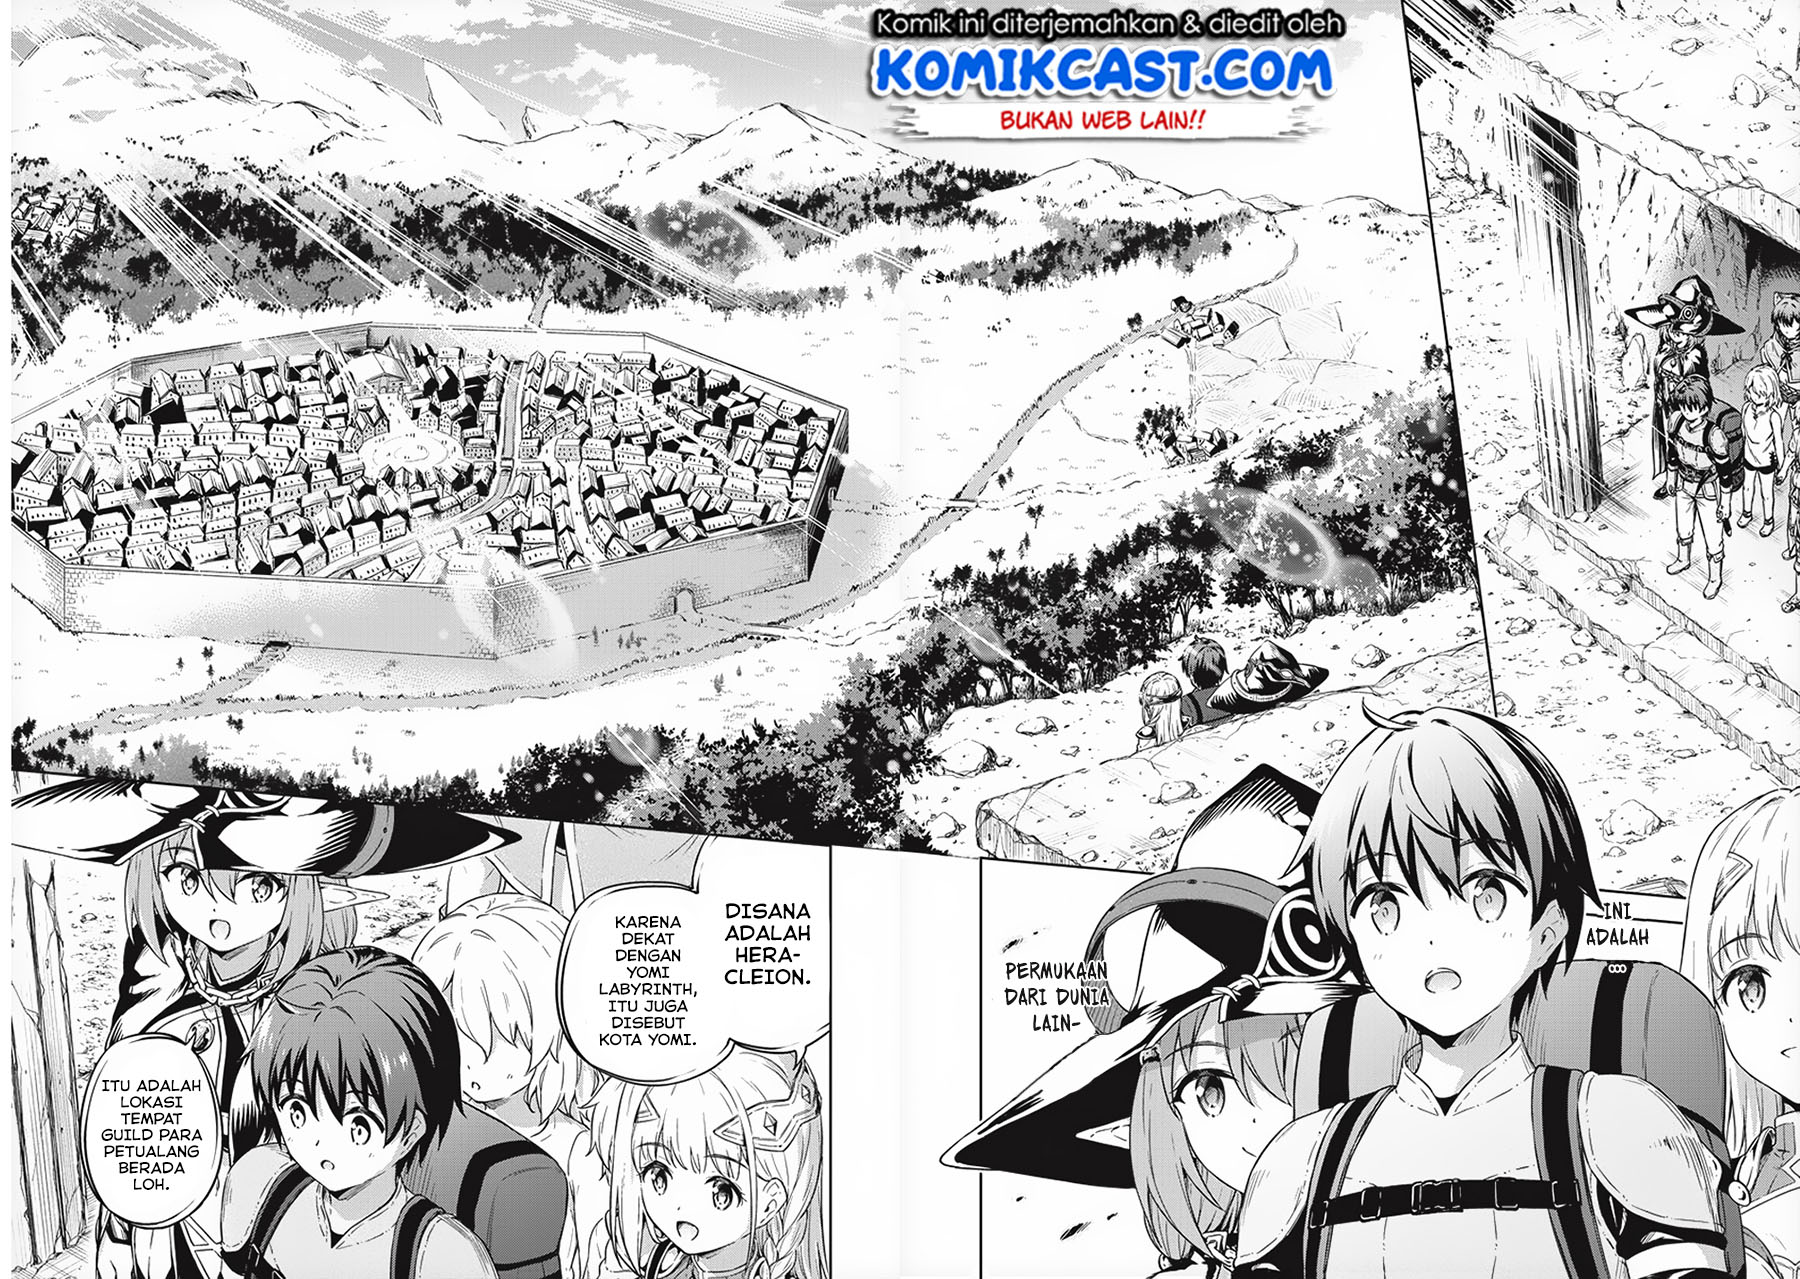 Komik ini diterjemahkan & diedit oleh
KOMIKCAST.COM
BUKAN WEB LAIN!!
INI
ADALAH
PERMUKAAN
DARI DUNIA
LAIN-
DISANA
ADALAH
HERA-
CLEION.
KARENA
DEKAT
DENGAN
YOMI
LABYRINTH,
ITU JUGA
DISEBUT
KOTA YOMI.
ITU ADALAH
LOKASI
TEMPAT
GUILD PARA
PETUALANG
BERADA
LOH.